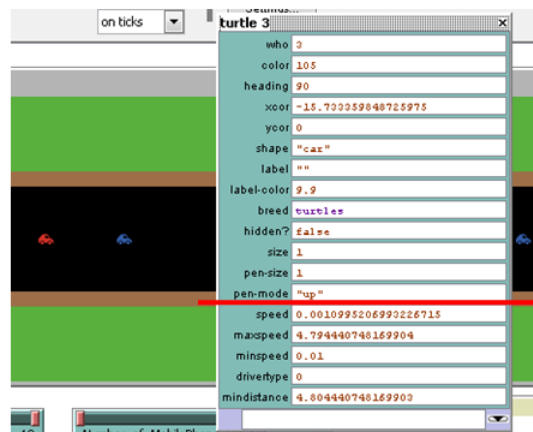 on ticks
Settings...
turtle 3
who 3
color 105
heading 90
xcor -15.733359848725975
ycor 0
shape "car"
label ""
label-color 9.9
breed turtles
hidden? false
size 1
pen-size 1
pen-mode "up"
speed 0.0010995206993226715
maxspeed 4.794440748169904
minspeed 0.01
drivertype 0
mindistance 4.804440748169903